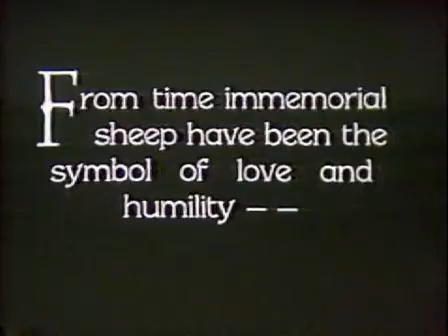 From time immemorial
sheep have been the
symbol of love and
humility — —